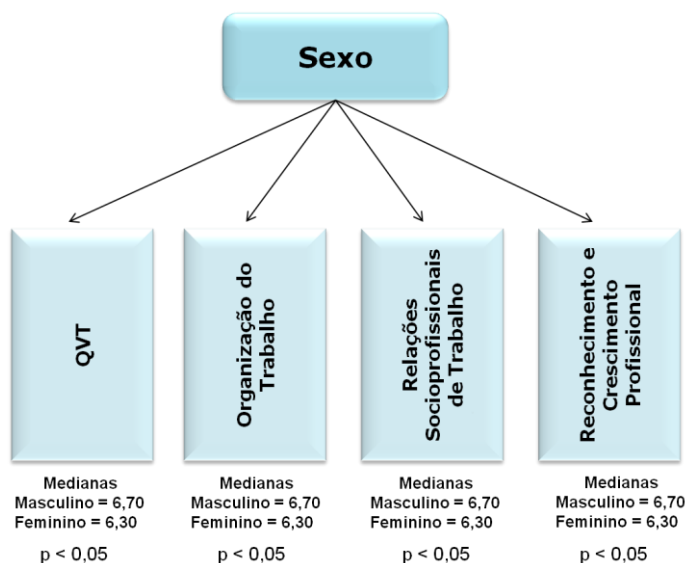 Sexo
QVT
Organização do
Trabalho
Relações
Socioprofissionais
de Trabalho
Reconhecimento e
Crescimento
Profissional
Medianas
Masculino = 6,70
Feminino = 6,30
p < 0,05
Medianas
Masculino = 6,70
Feminino = 6,30
p < 0,05
Medianas
Masculino = 6,70
Feminino = 6,30
p < 0,05
Medianas
Masculino = 6,70
Feminino = 6,30
p < 0,05